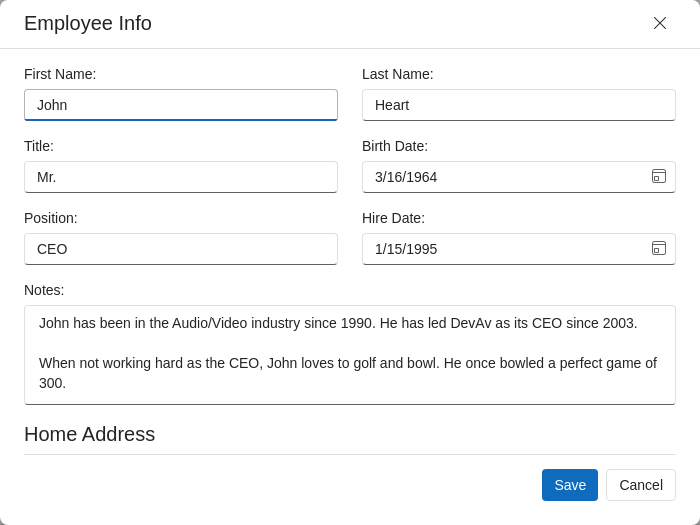 Employee Info
First Name:
Last Name:
John
Heart
Title:
Birth Date:
Mr.
3/16/1964
Position:
Hire Date:
CEO
1/15/1995
Notes:
John has been in the Audio/Video industry since 1990. He has led DevAv as its CEO since 2003.
When not working hard as the CEO, John loves to golf and bowl. He once bowled a perfect game of
300.
Home Address
Save
Cancel